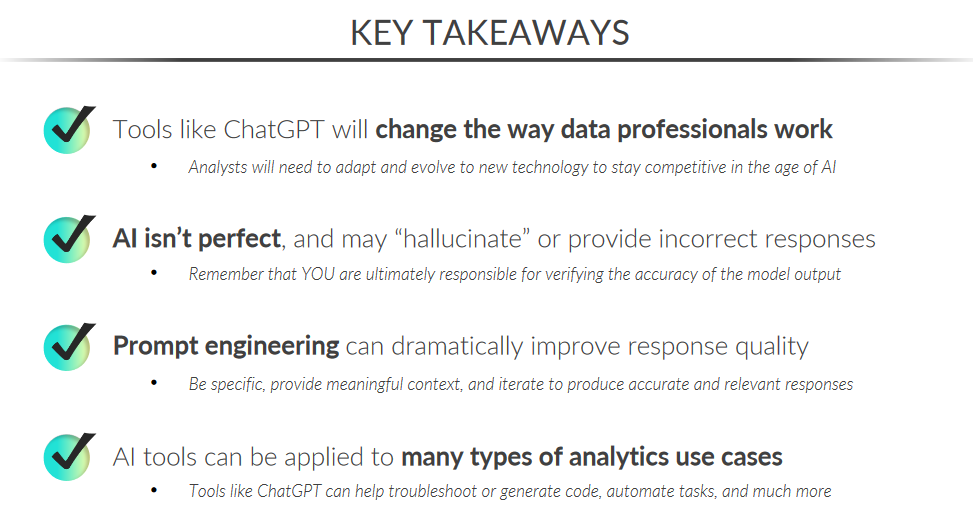 KEY TAKEAWAYS
Tools like ChatGPT will change the way data professionals work
• Analysts will need to adapt and evolve to new technology to stay competitive in the age of AI
AI isn’t perfect, and may “hallucinate” or provide incorrect responses
• Remember that YOU are ultimately responsible for verifying the accuracy of the model output
Prompt engineering can dramatically improve response quality
• Be specific, provide meaningful context, and iterate to produce accurate and relevant responses
AI tools can be applied to many types of analytics use cases
• Tools like ChatGPT can help troubleshoot or generate code, automate tasks, and much more